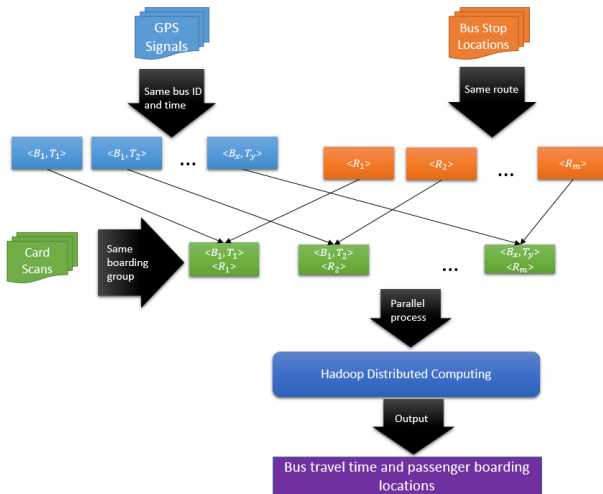 GPS
Signals
Bus Stop
Locations
Same bus ID
and time
Same route
<B₁, T₁>
<B₁, T₂>
...
<Bₓ, Tᵧ>
<R₁>
<R₂>
...
<Rₘ>
Card
Scans
Same
boarding
group
<B₁, T₁>
<R₁>
<B₁, T₂>
<R₂>
...
<Bₓ, Tᵧ>
<Rₘ>
Parallel
process
Hadoop Distributed Computing
Output
Bus travel time and passenger boarding
locations